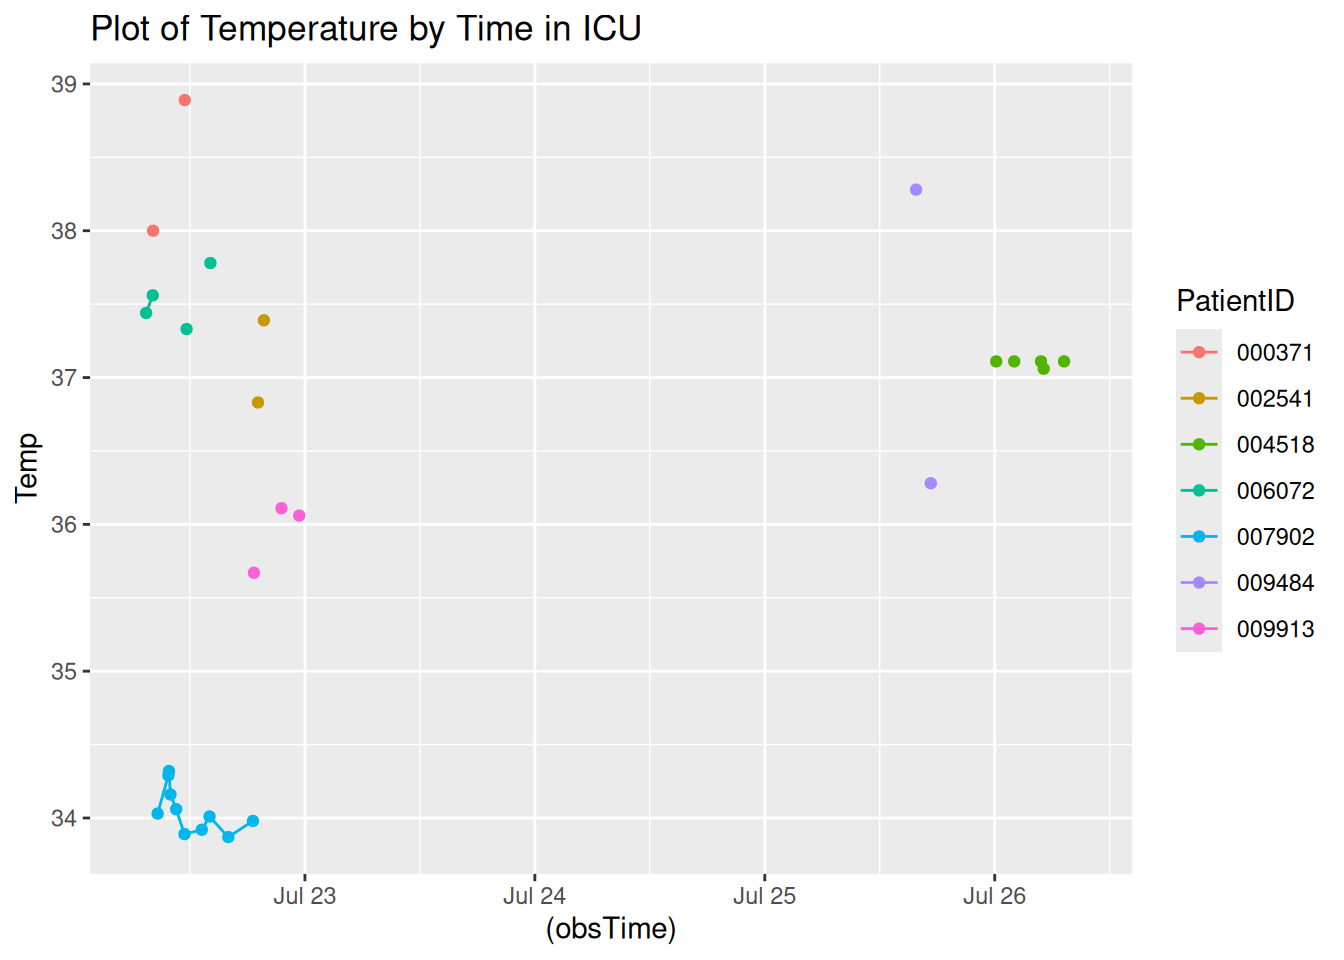 Plot of Temperature by Time in ICU
39
38
37
36
35
34
Temp
Jul 23
Jul 24
Jul 25
Jul 26
(obsTime)
PatientID
000371
002541
004518
006072
007902
009484
009913